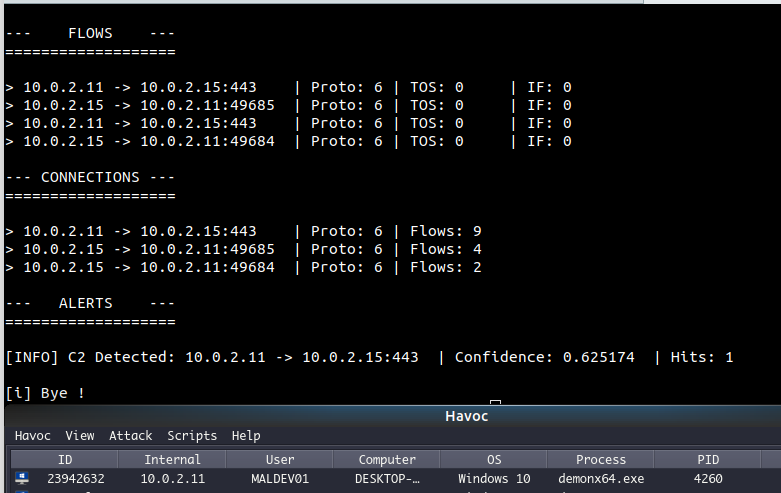 --- FLOWS ---
===================
> 10.0.2.11 -> 10.0.2.15:443 | Proto: 6 | TOS: 0 | IF: 0
> 10.0.2.15 -> 10.0.2.11:49685 | Proto: 6 | TOS: 0 | IF: 0
> 10.0.2.11 -> 10.0.2.15:443 | Proto: 6 | TOS: 0 | IF: 0
> 10.0.2.15 -> 10.0.2.11:49684 | Proto: 6 | TOS: 0 | IF: 0
--- CONNECTIONS ---
===================
> 10.0.2.11 -> 10.0.2.15:443 | Proto: 6 | Flows: 9
> 10.0.2.15 -> 10.0.2.11:49685 | Proto: 6 | Flows: 4
> 10.0.2.15 -> 10.0.2.11:49684 | Proto: 6 | Flows: 2
--- ALERTS ---
===================
[INFO] C2 Detected: 10.0.2.11 -> 10.0.2.15:443 | Confidence: 0.625174 | Hits: 1
[i] Bye !
Havoc
Havoc View Attack Scripts Help
ID Internal User Computer OS Process PID
23942632 10.0.2.11 MALDEV01 DESKTOP-… Windows 10 demonx64.exe 4260